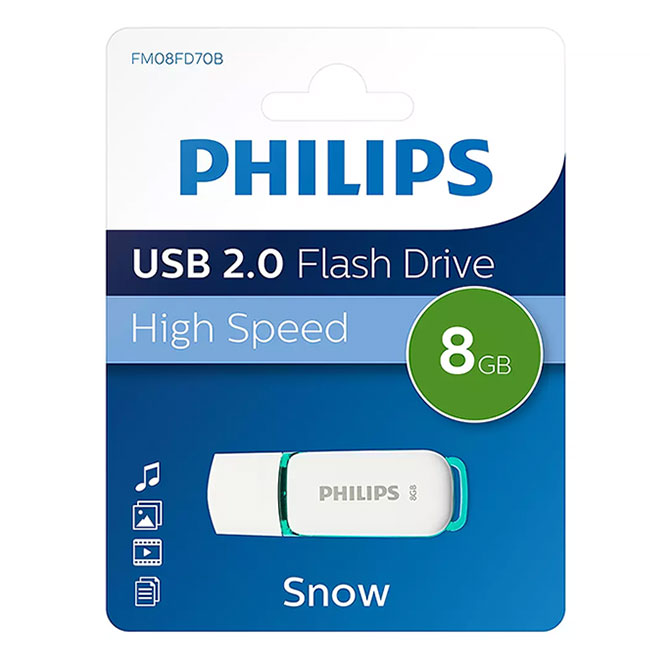 FM08FD70B
PHILIPS
USB 2.0 Flash Drive
High Speed
8GB
PHILIPS 8GB
Snow